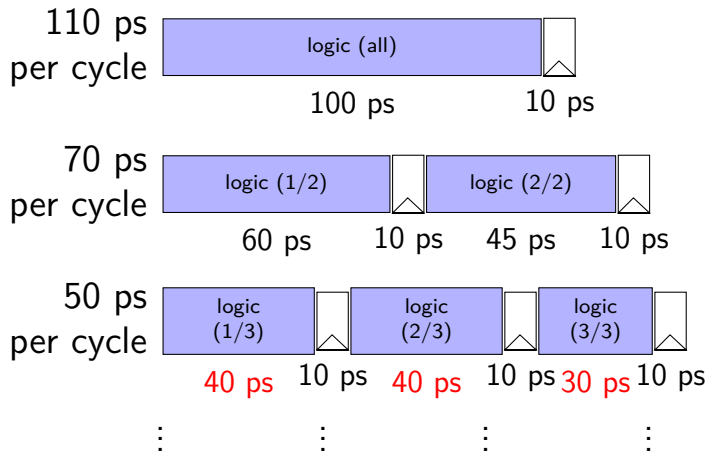 110 ps
per cycle
logic (all)
100 ps
10 ps
70 ps
per cycle
logic (1/2)
logic (2/2)
60 ps
10 ps
45 ps
10 ps
50 ps
per cycle
logic
(1/3)
logic
(2/3)
logic
(3/3)
40 ps
10 ps
40 ps
10 ps
30 ps
10 ps